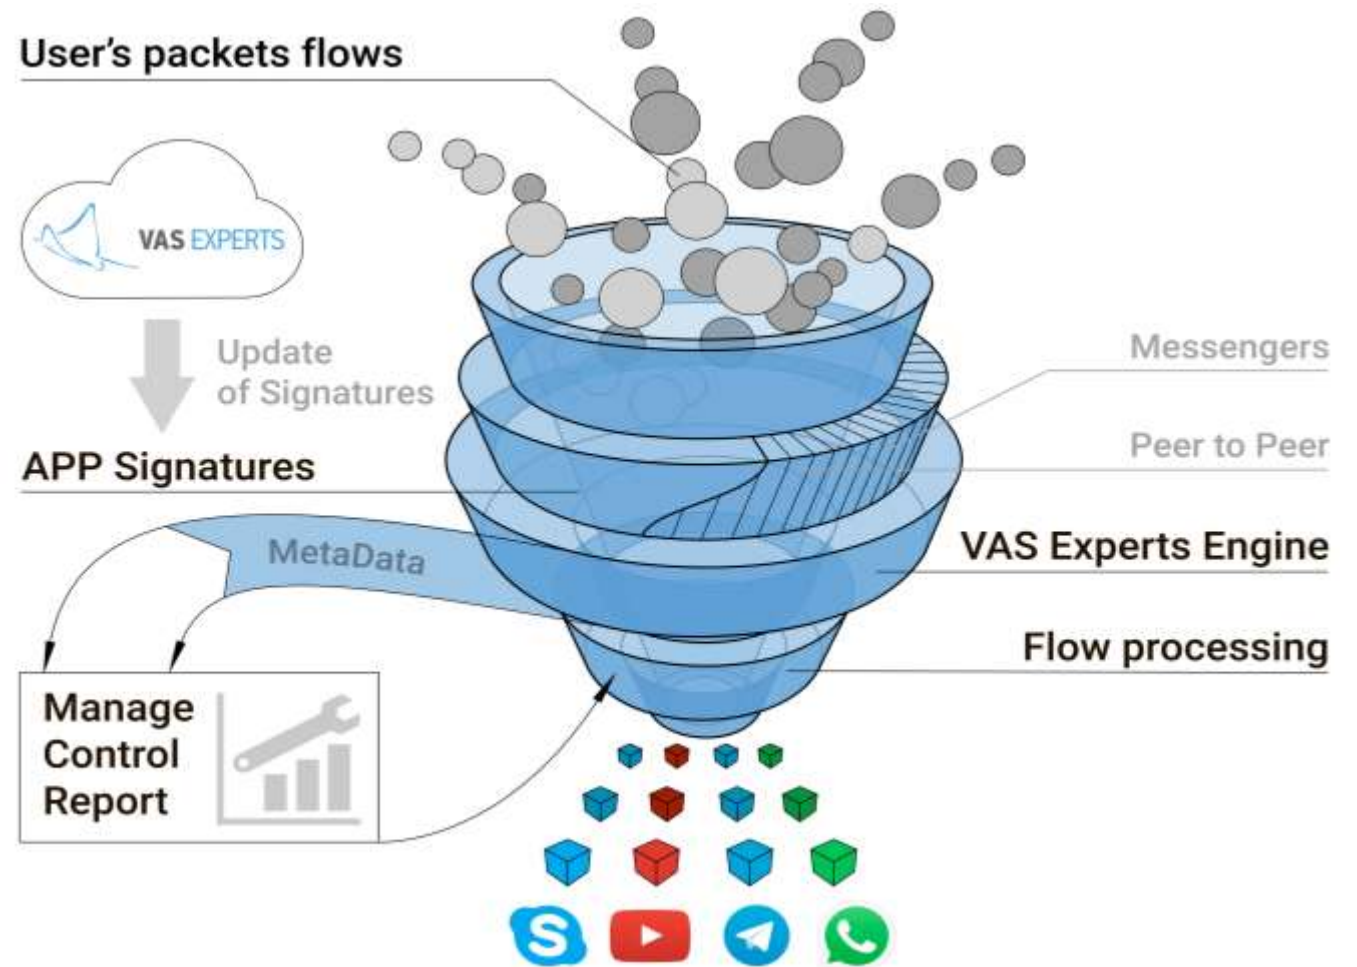 User's packets flows
VAS EXPERTS
Update
of Signatures
Messengers
APP Signatures
Peer to Peer
MetaData
VAS Experts Engine
Flow processing
Manage
Control
Report
S